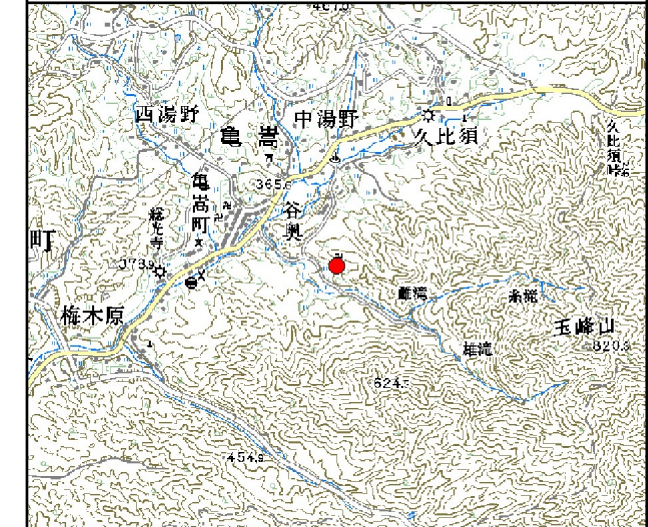 西湯野
中湯野
亀嵩
久比須
久比須峠
365.6
亀嵩町
谷奥
総光寺
町
373.9
雌滝
糸滝
梅木原
玉峰山
820.3
雄滝
624.5
454.9